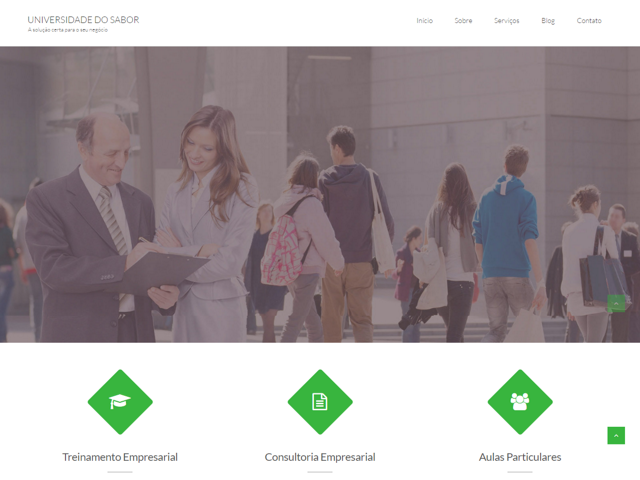 UNIVERSIDADE DO SABOR
A solução certa para o seu negócio
Início
Sobre
Serviços
Blog
Contato
Treinamento Empresarial
Consultoria Empresarial
Aulas Particulares